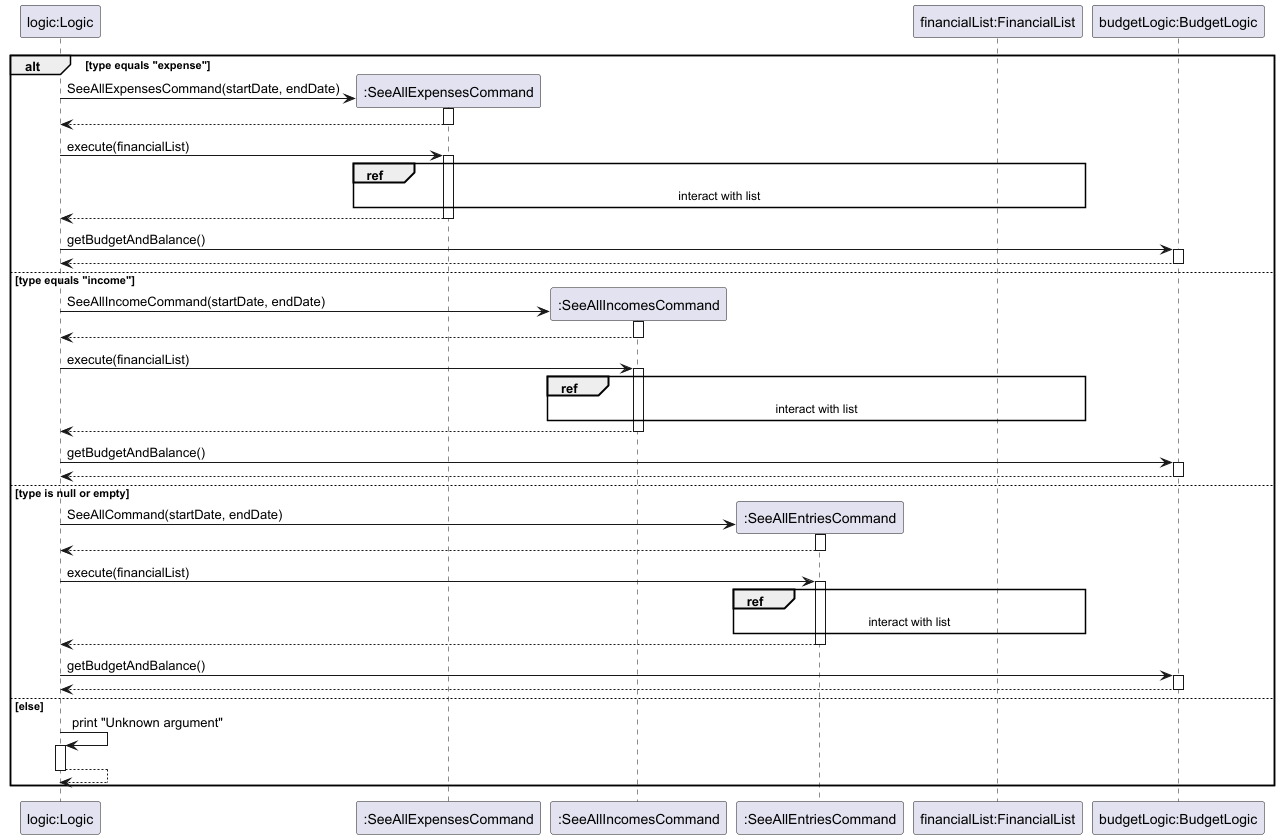 logic:Logic
financialList:FinancialList
budgetLogic:BudgetLogic
alt
[type equals "expense"]
SeeAllExpensesCommand(startDate, endDate)
:SeeAllExpensesCommand
execute(financialList)
ref
interact with list
getBudgetAndBalance()
[type equals "income"]
SeeAllIncomeCommand(startDate, endDate)
:SeeAllIncomesCommand
execute(financialList)
ref
interact with list
getBudgetAndBalance()
[type is null or empty]
SeeAllCommand(startDate, endDate)
:SeeAllEntriesCommand
execute(financialList)
ref
interact with list
getBudgetAndBalance()
[else]
print "Unknown argument"
logic:Logic
:SeeAllExpensesCommand
:SeeAllIncomesCommand
:SeeAllEntriesCommand
financialList:FinancialList
budgetLogic:BudgetLogic